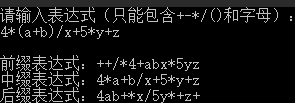 请输入表达式（只能包含+-*/()和字母）:
4*(a+b)/x+5*y+z
前缀表达式: ++/*4+abx*5yz
中缀表达式: 4*a+b/x+5*y+z
后缀表达式: 4ab+*x/5y*+z+